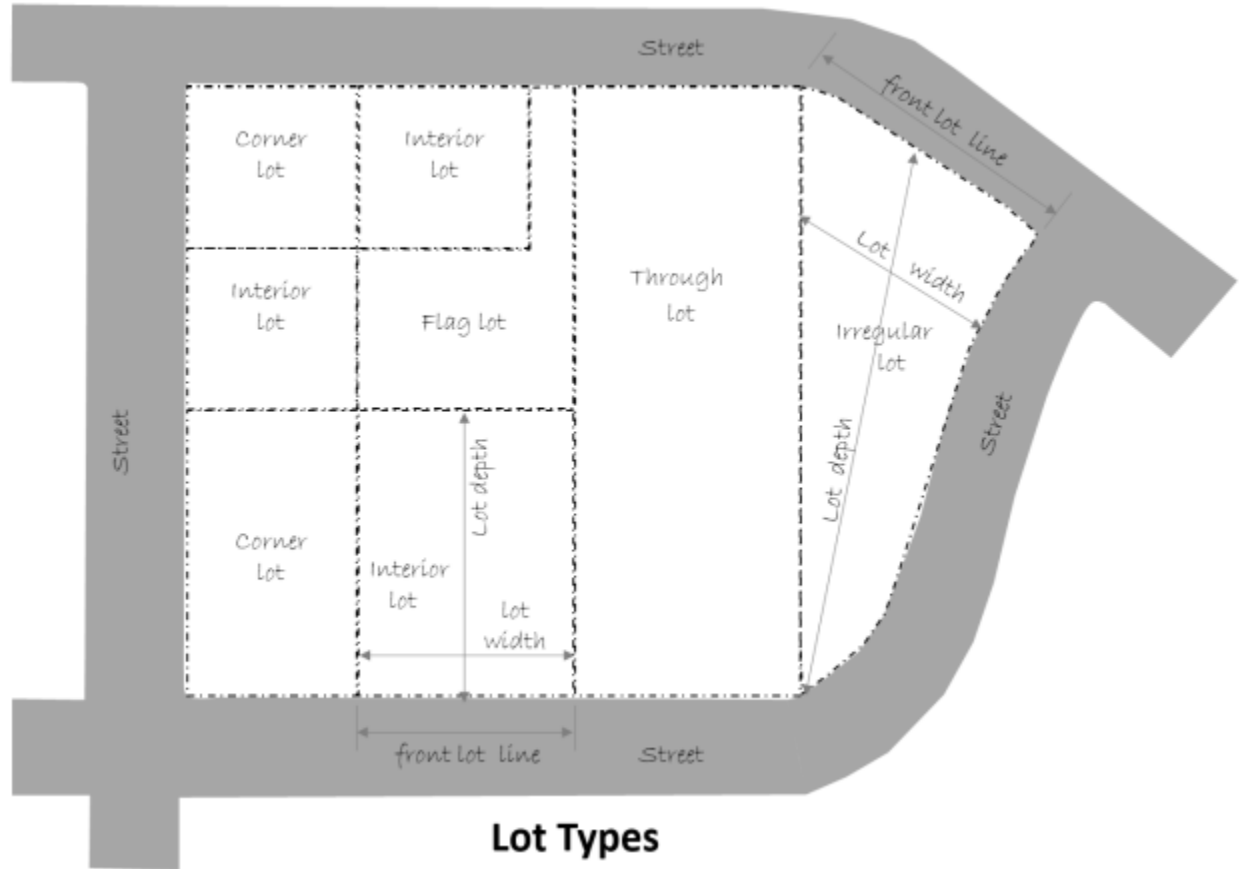 Street
front lot line
Corner
lot
Interior
lot
Lot width
Interior
lot
Flag lot
Through
lot
Irregular
lot
Street
Lot depth
Lot depth
Street
Corner
lot
Interior
lot
lot
width
front lot line
Street
Lot Types